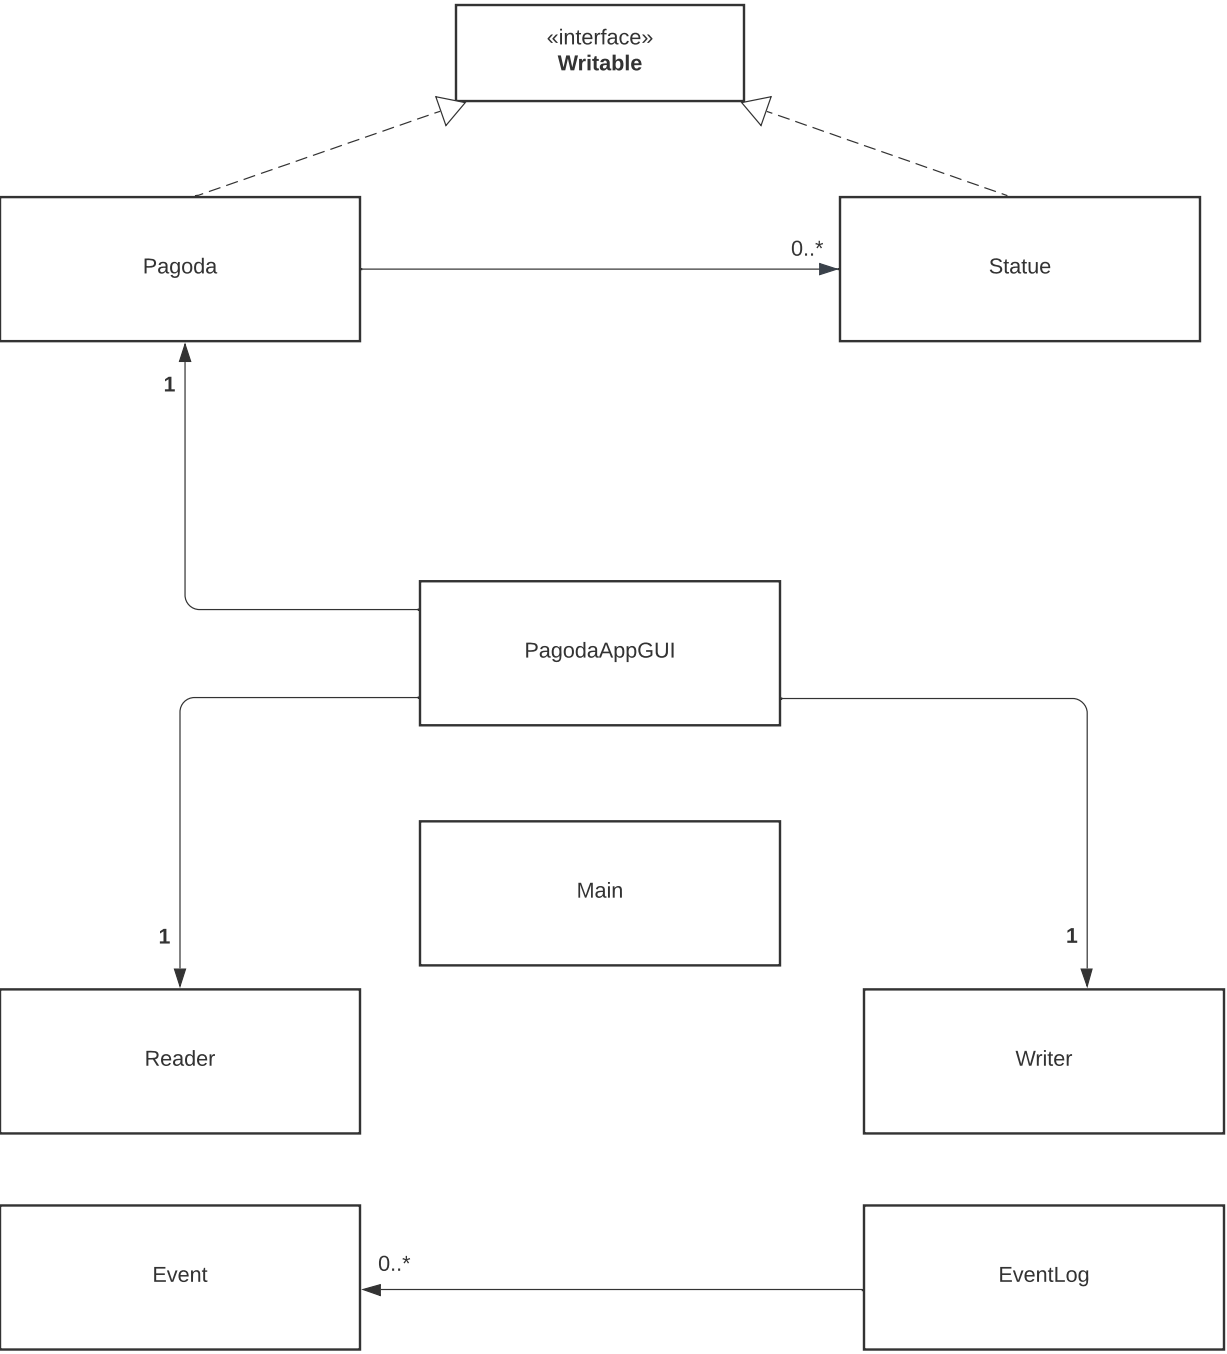 «interface»
Writable
Pagoda
0..*
Statue
1
PagodaAppGUI
Main
1
1
Reader
Writer
Event
0..*
EventLog